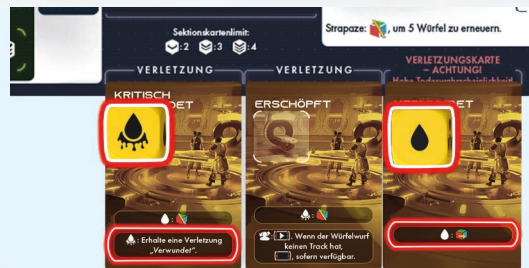 Sektionskartenlimit:
:2 :3 :4
Strapaze: , um 5 Würfel zu erneuern.
VERLETZUNG
VERLETZUNG
VERLETZUNGSKARTE
– ACHTUNG!
KRITISCH
ERSCHÖPFT
: Erhalte eine Verletzung
„Verwundet“.
: . Wenn der Würfelwurf
keinen Track hat,
, sofern verfügbar.